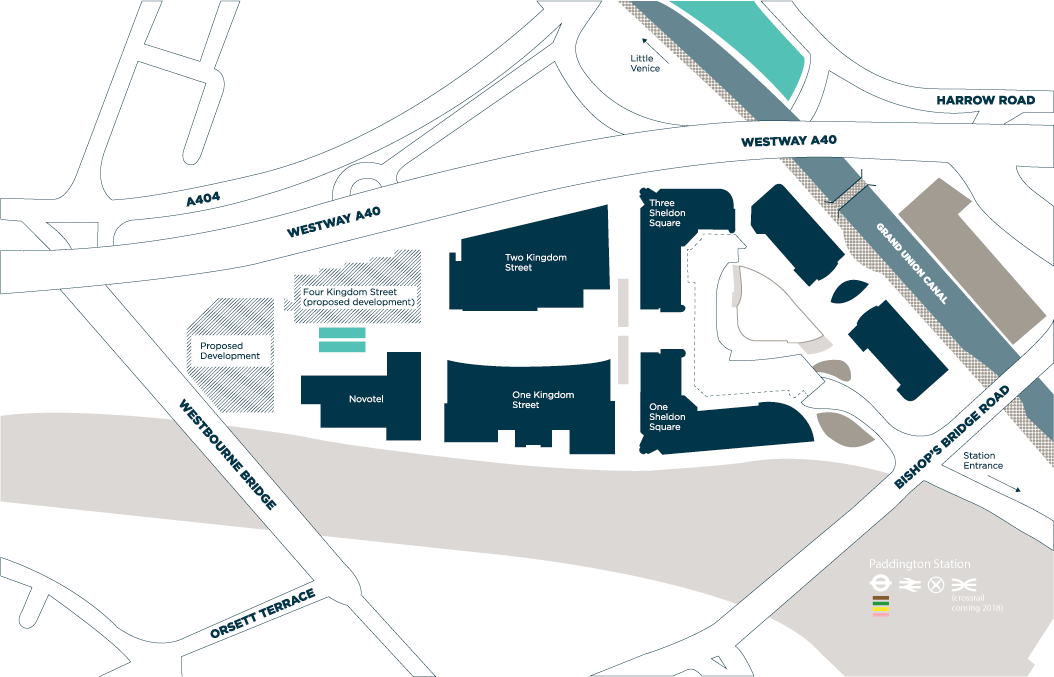 Little
Venice
HARROW ROAD
WESTWAY A40
A404
WESTWAY A40
Three
Sheldon
Square
GRAND UNION CANAL
Two Kingdom
Street
Four Kingdom Street
(proposed development)
Proposed
Development
Novotel
One Kingdom
Street
One
Sheldon
Square
WESTBOURNE BRIDGE
BISHOP'S BRIDGE ROAD
Station
Entrance
ORSETT TERRACE
Paddington Station
(crossrail
coming 2018)